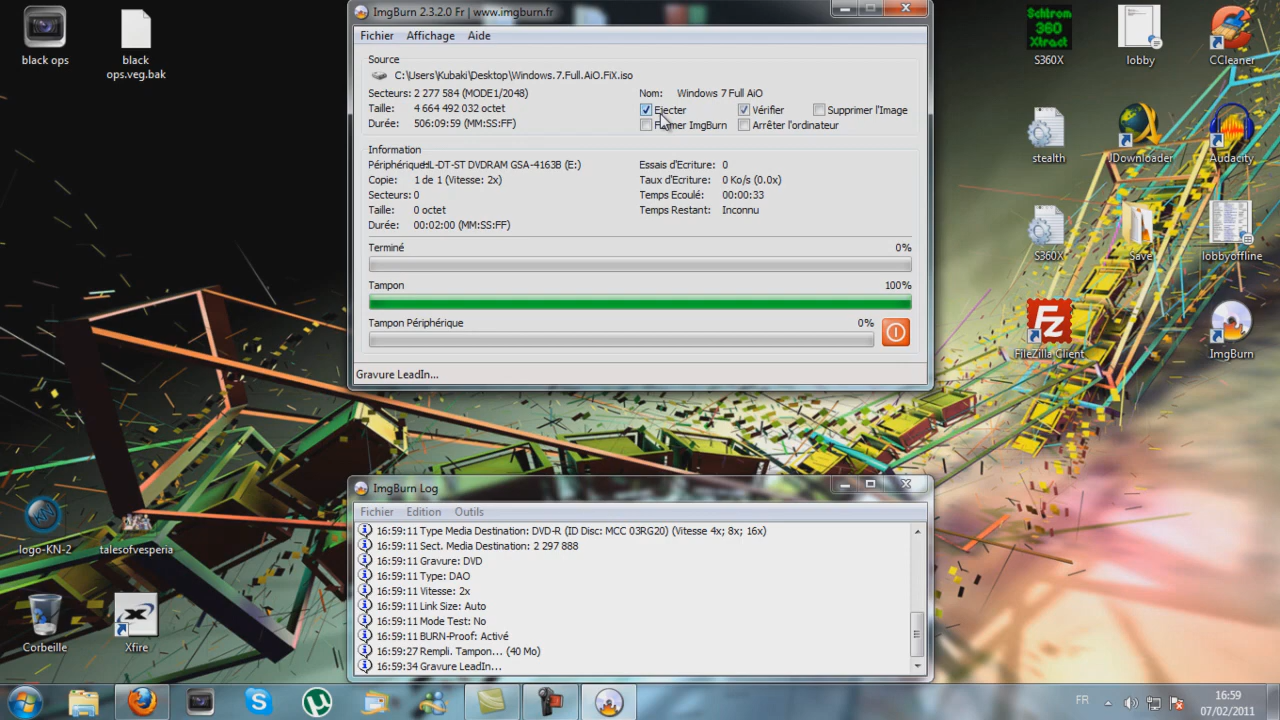 black ops
black
ops.veg.bak
ImgBurn 2.3.2.0 Fr | www.imgburn.fr
Fichier Affichage Aide
Source
C:\Users\Kubaki\Desktop\Windows.7.Full.AiO.FiX.iso
Secteurs: 2 277 584 (MODE1/2048)
Nom: Windows 7 Full AiO
Taille: 4 664 492 032 octet
Ejecter Vérifier Supprimer l'Image
Durée: 506:09:59 (MM:SS:FF)
ImgBurn Arrêter l'ordinateur
Information
HL-DT-ST DVDRAM GSA-4163B (E:)
Essais d'Ecriture: 0
Copie: 1 de 1 (Vitesse: 2x)
Taux d'Ecriture: 0 Ko/s (0.0x)
Secteurs: 0
Temps Ecoulé: 00:00:33
Taille: 0 octet
Temps Restant: Inconnu
Durée: 00:02:00 (MM:SS:FF)
Terminé 0%
Tampon 100%
Tampon Périphérique 0%
Gravure LeadIn...
ImgBurn Log
Fichier Edition Outils
16:59:11 Type Media Destination: DVD-R (ID Disc: MCC 03RG20) (Vitesse 4x; 8x; 16x)
16:59:11 Sect. Media Destination: 2 297 888
16:59:11 Gravure: DVD
16:59:11 Type: DAO
16:59:11 Vitesse: 2x
16:59:11 Link Size: Auto
16:59:11 Mode Test: No
16:59:11 BURN-Proof: Activé
16:59:27 Rempli. Tampon... (40 Mo)
16:59:34 Gravure LeadIn...
Schtrom
360
Xtract
S360X
lobby
CCleaner
stealth
JDownloader
Audacity
S360X
Save
lobbyoffline
Fz
FileZilla Client
ImgBurn
KN
logo-KN-2
talesofvesperia
Corbeille
Xfire
FR
16:59
07/02/2011